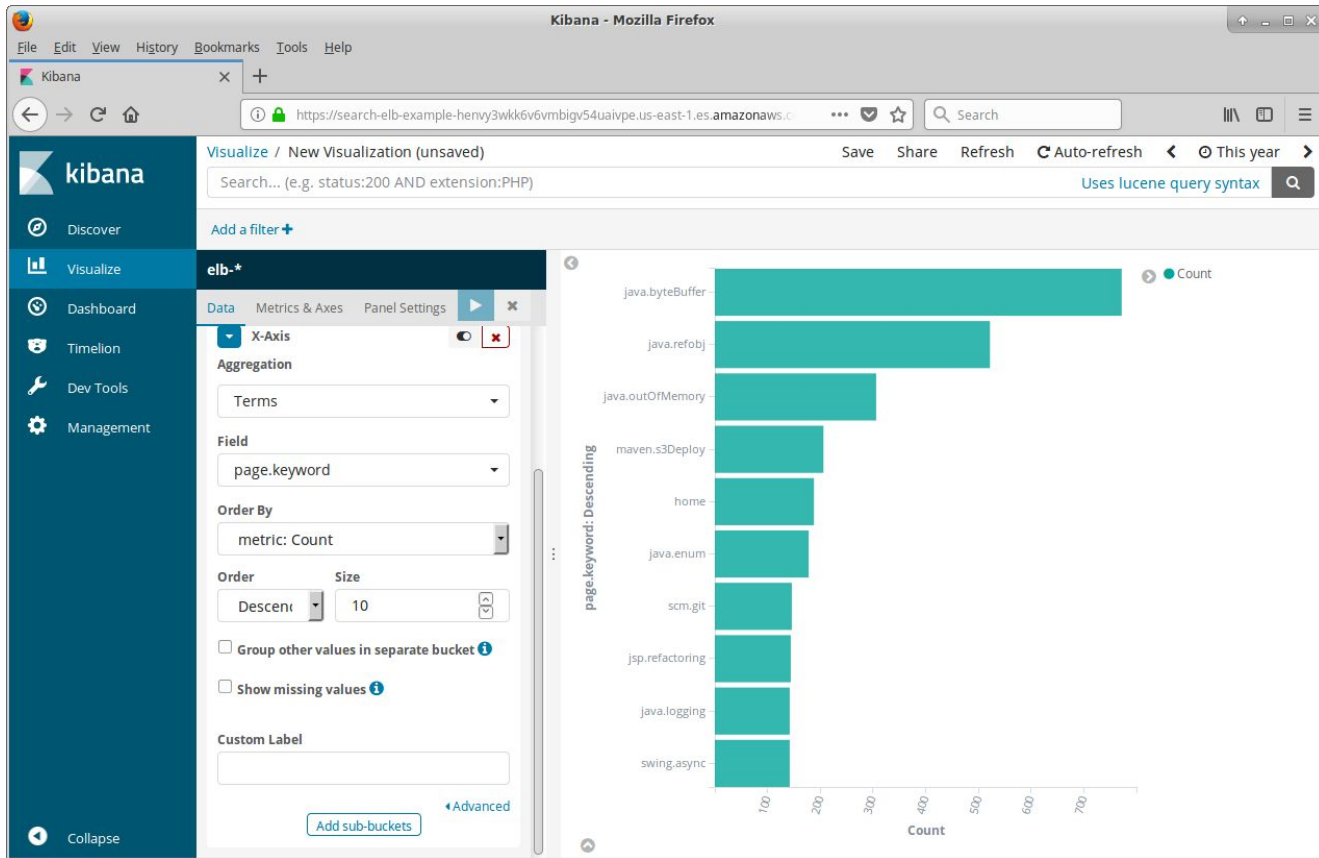 Kibana - Mozilla Firefox
File Edit View History Bookmarks Tools Help
Kibana
https://search-elb-example-henvy3wkk6v6vmbigv54uaivpe.us-east-1.es.amazonaws.c
Search
kibana
Visualize / New Visualization (unsaved)
Save Share Refresh Auto-refresh This year
Search... (e.g. status:200 AND extension:PHP)
Uses lucene query syntax
Discover
Visualize
Dashboard
Timelion
Dev Tools
Management
Collapse
Add a filter +
elb-*
Data Metrics & Axes Panel Settings
X-Axis
Aggregation
Terms
Field
page.keyword
Order By
metric: Count
Order Size
Descend 10
Group other values in separate bucket
Show missing values
Custom Label
Advanced
Add sub-buckets
page.keyword: Descending
java.byteBuffer
java.refobj
java.outOfMemory
maven.s3Deploy
home
java.enum
scm.git
jsp.refactoring
java.logging
swing.async
100 200 300 400 500 600 700
Count
Count